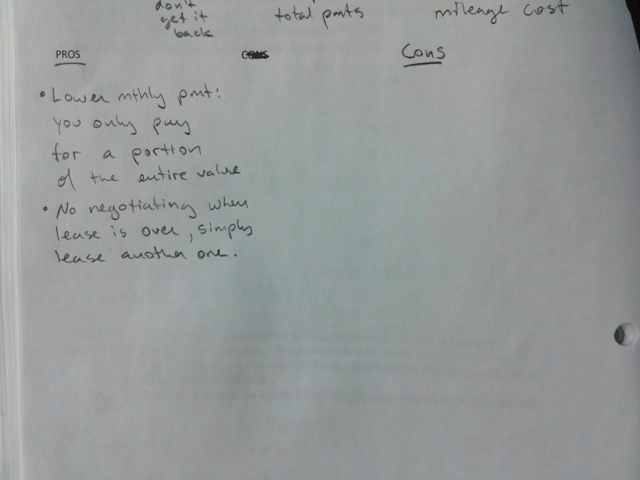 don't
get it
back
total pmts
mileage cost
PROS
Cons
• Lower mthly pmt:
You only pay
for a portion
of the entire value
• No negotiating when
lease is over, simply
lease another one.